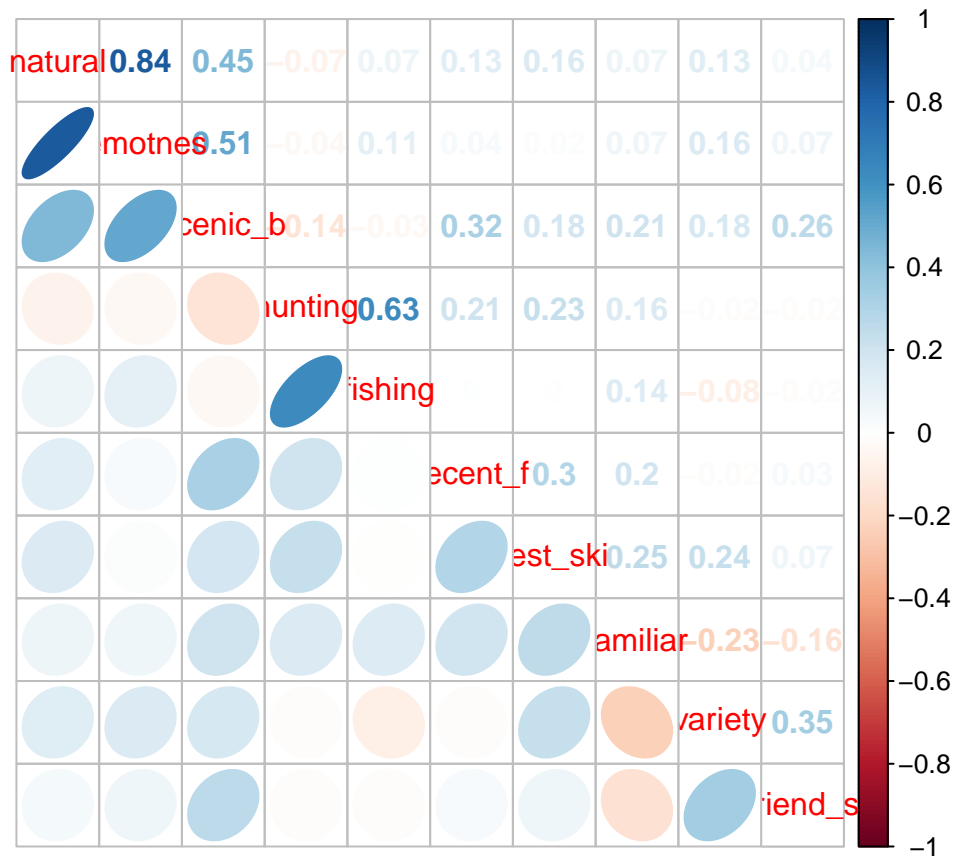 natural 0.84 0.45 −0.07 0.07 0.13 0.16 0.07 0.13 0.04
motnes 0.51 −0.04 0.11 0.04 0.02 0.07 0.16 0.07
cenic_b 0.14 −0.03 0.32 0.18 0.21 0.18 0.26
hunting 0.63 0.21 0.23 0.16 −0.02 −0.02
fishing 0 0 0.14 −0.08 −0.02
ecent_f 0.3 0.2 −0.02 0.03
est_ski 0.25 0.24 0.07
amiliar −0.23 −0.16
variety 0.35
riend_s
1
0.8
0.6
0.4
0.2
0
−0.2
−0.4
−0.6
−0.8
−1